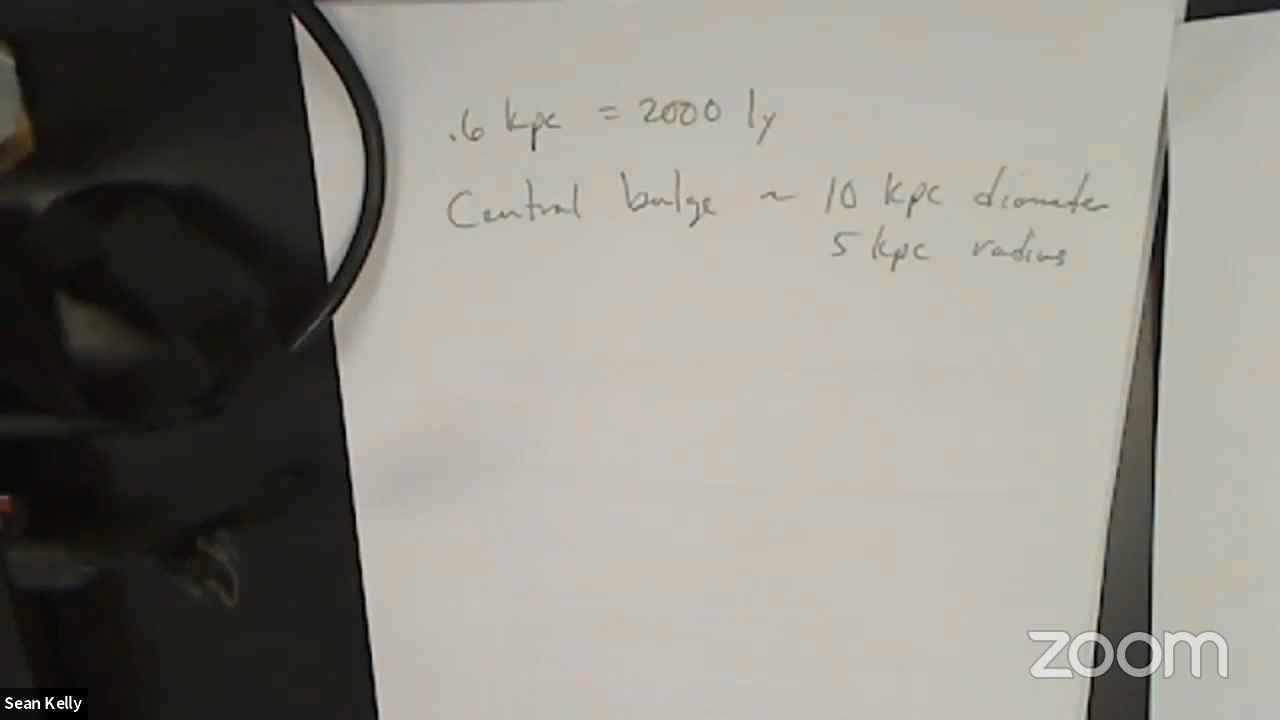 .6 kpc = 2000 ly
Central bulge ~ 10 kpc diameter
5 kpc radius
zoom
Sean Kelly